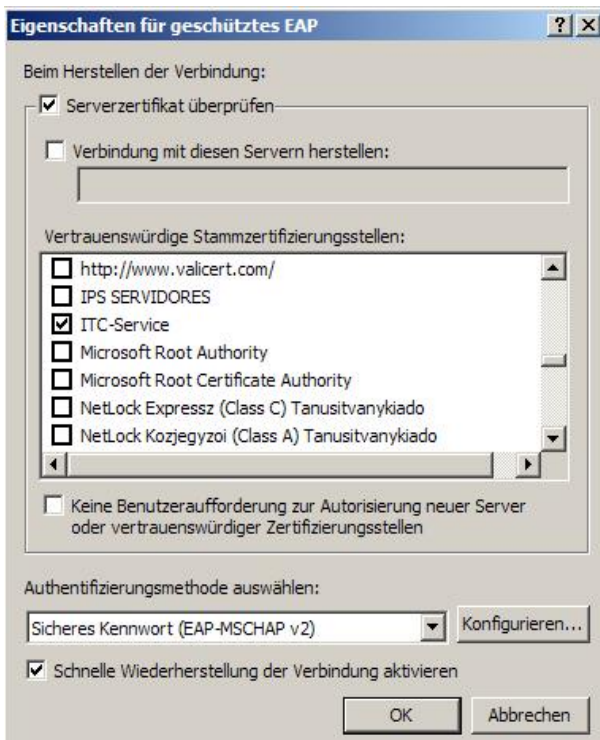 Eigenschaften für geschütztes EAP
Beim Herstellen der Verbindung:
Serverzertifikat überprüfen
Verbindung mit diesen Servern herstellen:
Vertrauenswürdige Stammzertifizierungsstellen:
http://www.valicert.com/
IPS SERVIDORES
ITC-Service
Microsoft Root Authority
Microsoft Root Certificate Authority
NetLock Expressz (Class C) Tanusitvanykiado
NetLock Kozjegyzoi (Class A) Tanusitvanykiado
Keine Benutzeraufforderung zur Autorisierung neuer Server
oder vertrauenswürdiger Zertifizierungsstellen
Authentifizierungsmethode auswählen:
Sicheres Kennwort (EAP-MSCHAP v2)
Konfigurieren...
Schnelle Wiederherstellung der Verbindung aktivieren
OK
Abbrechen